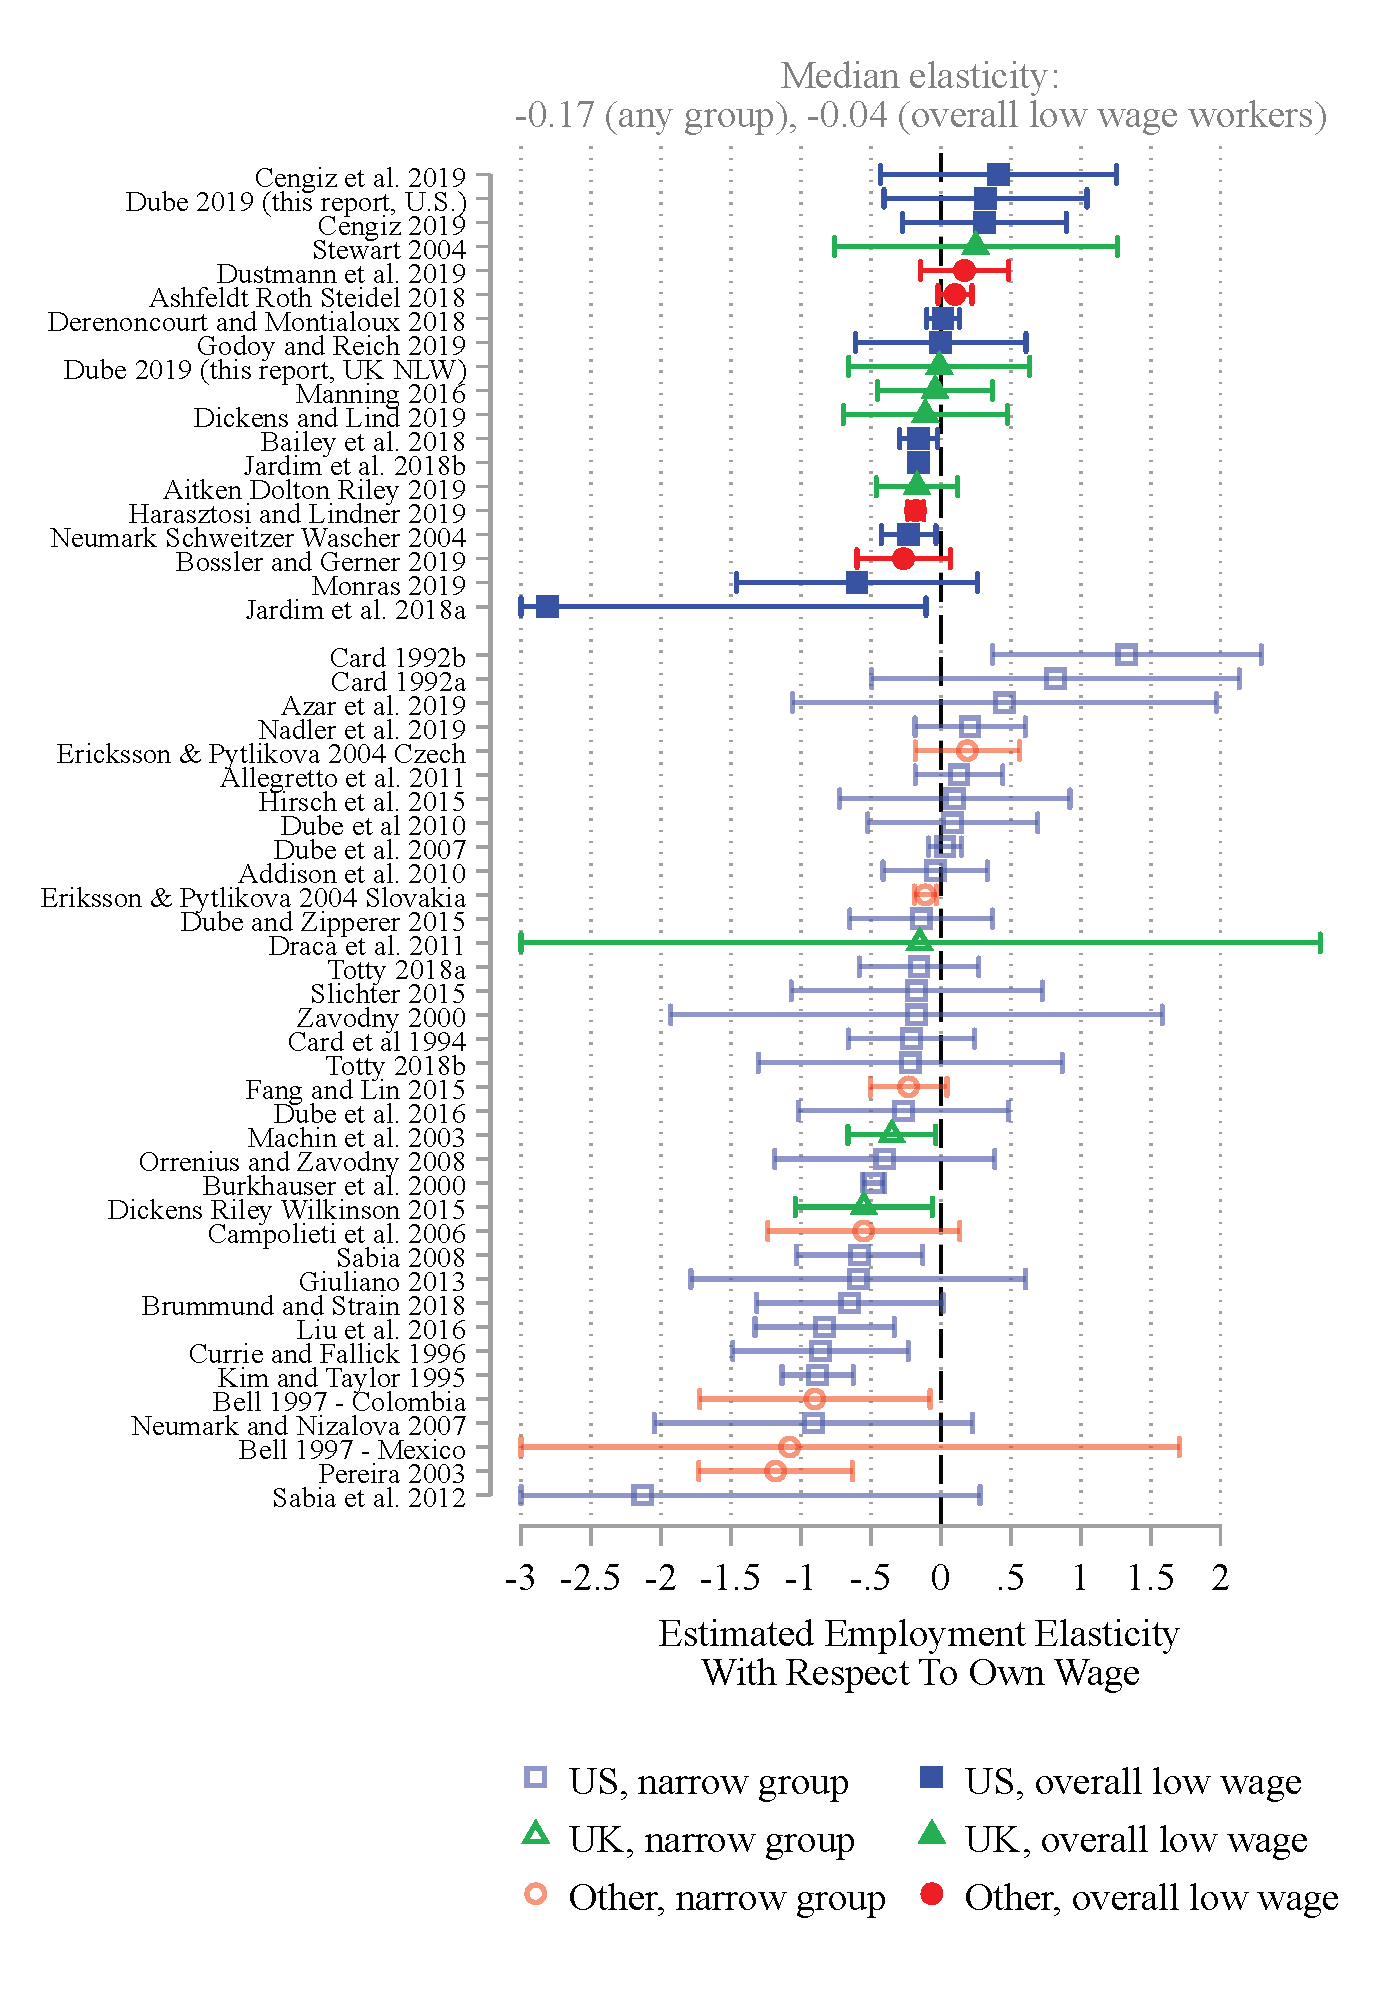 Median elasticity:
-0.17 (any group), -0.04 (overall low wage workers)
Cengiz et al. 2019
Dube 2019 (this report, U.S.)
Cengiz 2019
Stewart 2004
Dustmann et al. 2019
Ashfeldt Roth Steidel 2018
Derenoncourt and Montialoux 2018
Godoy and Reich 2019
Dube 2019 (this report, UK NLW)
Manning 2016
Dickens and Lind 2019
Bailey et al. 2018
Jardim et al. 2018b
Aitken Dolton Riley 2019
Harasztosi and Lindner 2019
Neumark Schweitzer Wascher 2004
Bossler and Gerner 2019
Monras 2019
Jardim et al. 2018a
Card 1992b
Card 1992a
Azar et al. 2019
Nadler et al. 2019
Ericksson & Pytlikova 2004 Czech
Allegretto et al. 2011
Hirsch et al. 2015
Dube et al 2010
Dube et al. 2007
Addison et al. 2010
Eriksson & Pytlikova 2004 Slovakia
Dube and Zipperer 2015
Draca et al. 2011
Totty 2018a
Slichter 2015
Zavodny 2000
Card et al 1994
Totty 2018b
Fang and Lin 2015
Dube et al. 2016
Machin et al. 2003
Orrenius and Zavodny 2008
Burkhauser et al. 2000
Dickens Riley Wilkinson 2015
Campolieti et al. 2006
Sabia 2008
Giuliano 2013
Brummund and Strain 2018
Liu et al. 2016
Currie and Fallick 1996
Kim and Taylor 1995
Bell 1997 - Colombia
Neumark and Nizalova 2007
Bell 1997 - Mexico
Pereira 2003
Sabia et al. 2012
-3 -2.5 -2 -1.5 -1 -.5 0 .5 1 1.5 2
Estimated Employment Elasticity
With Respect To Own Wage
US, narrow group US, overall low wage
UK, narrow group UK, overall low wage
Other, narrow group Other, overall low wage